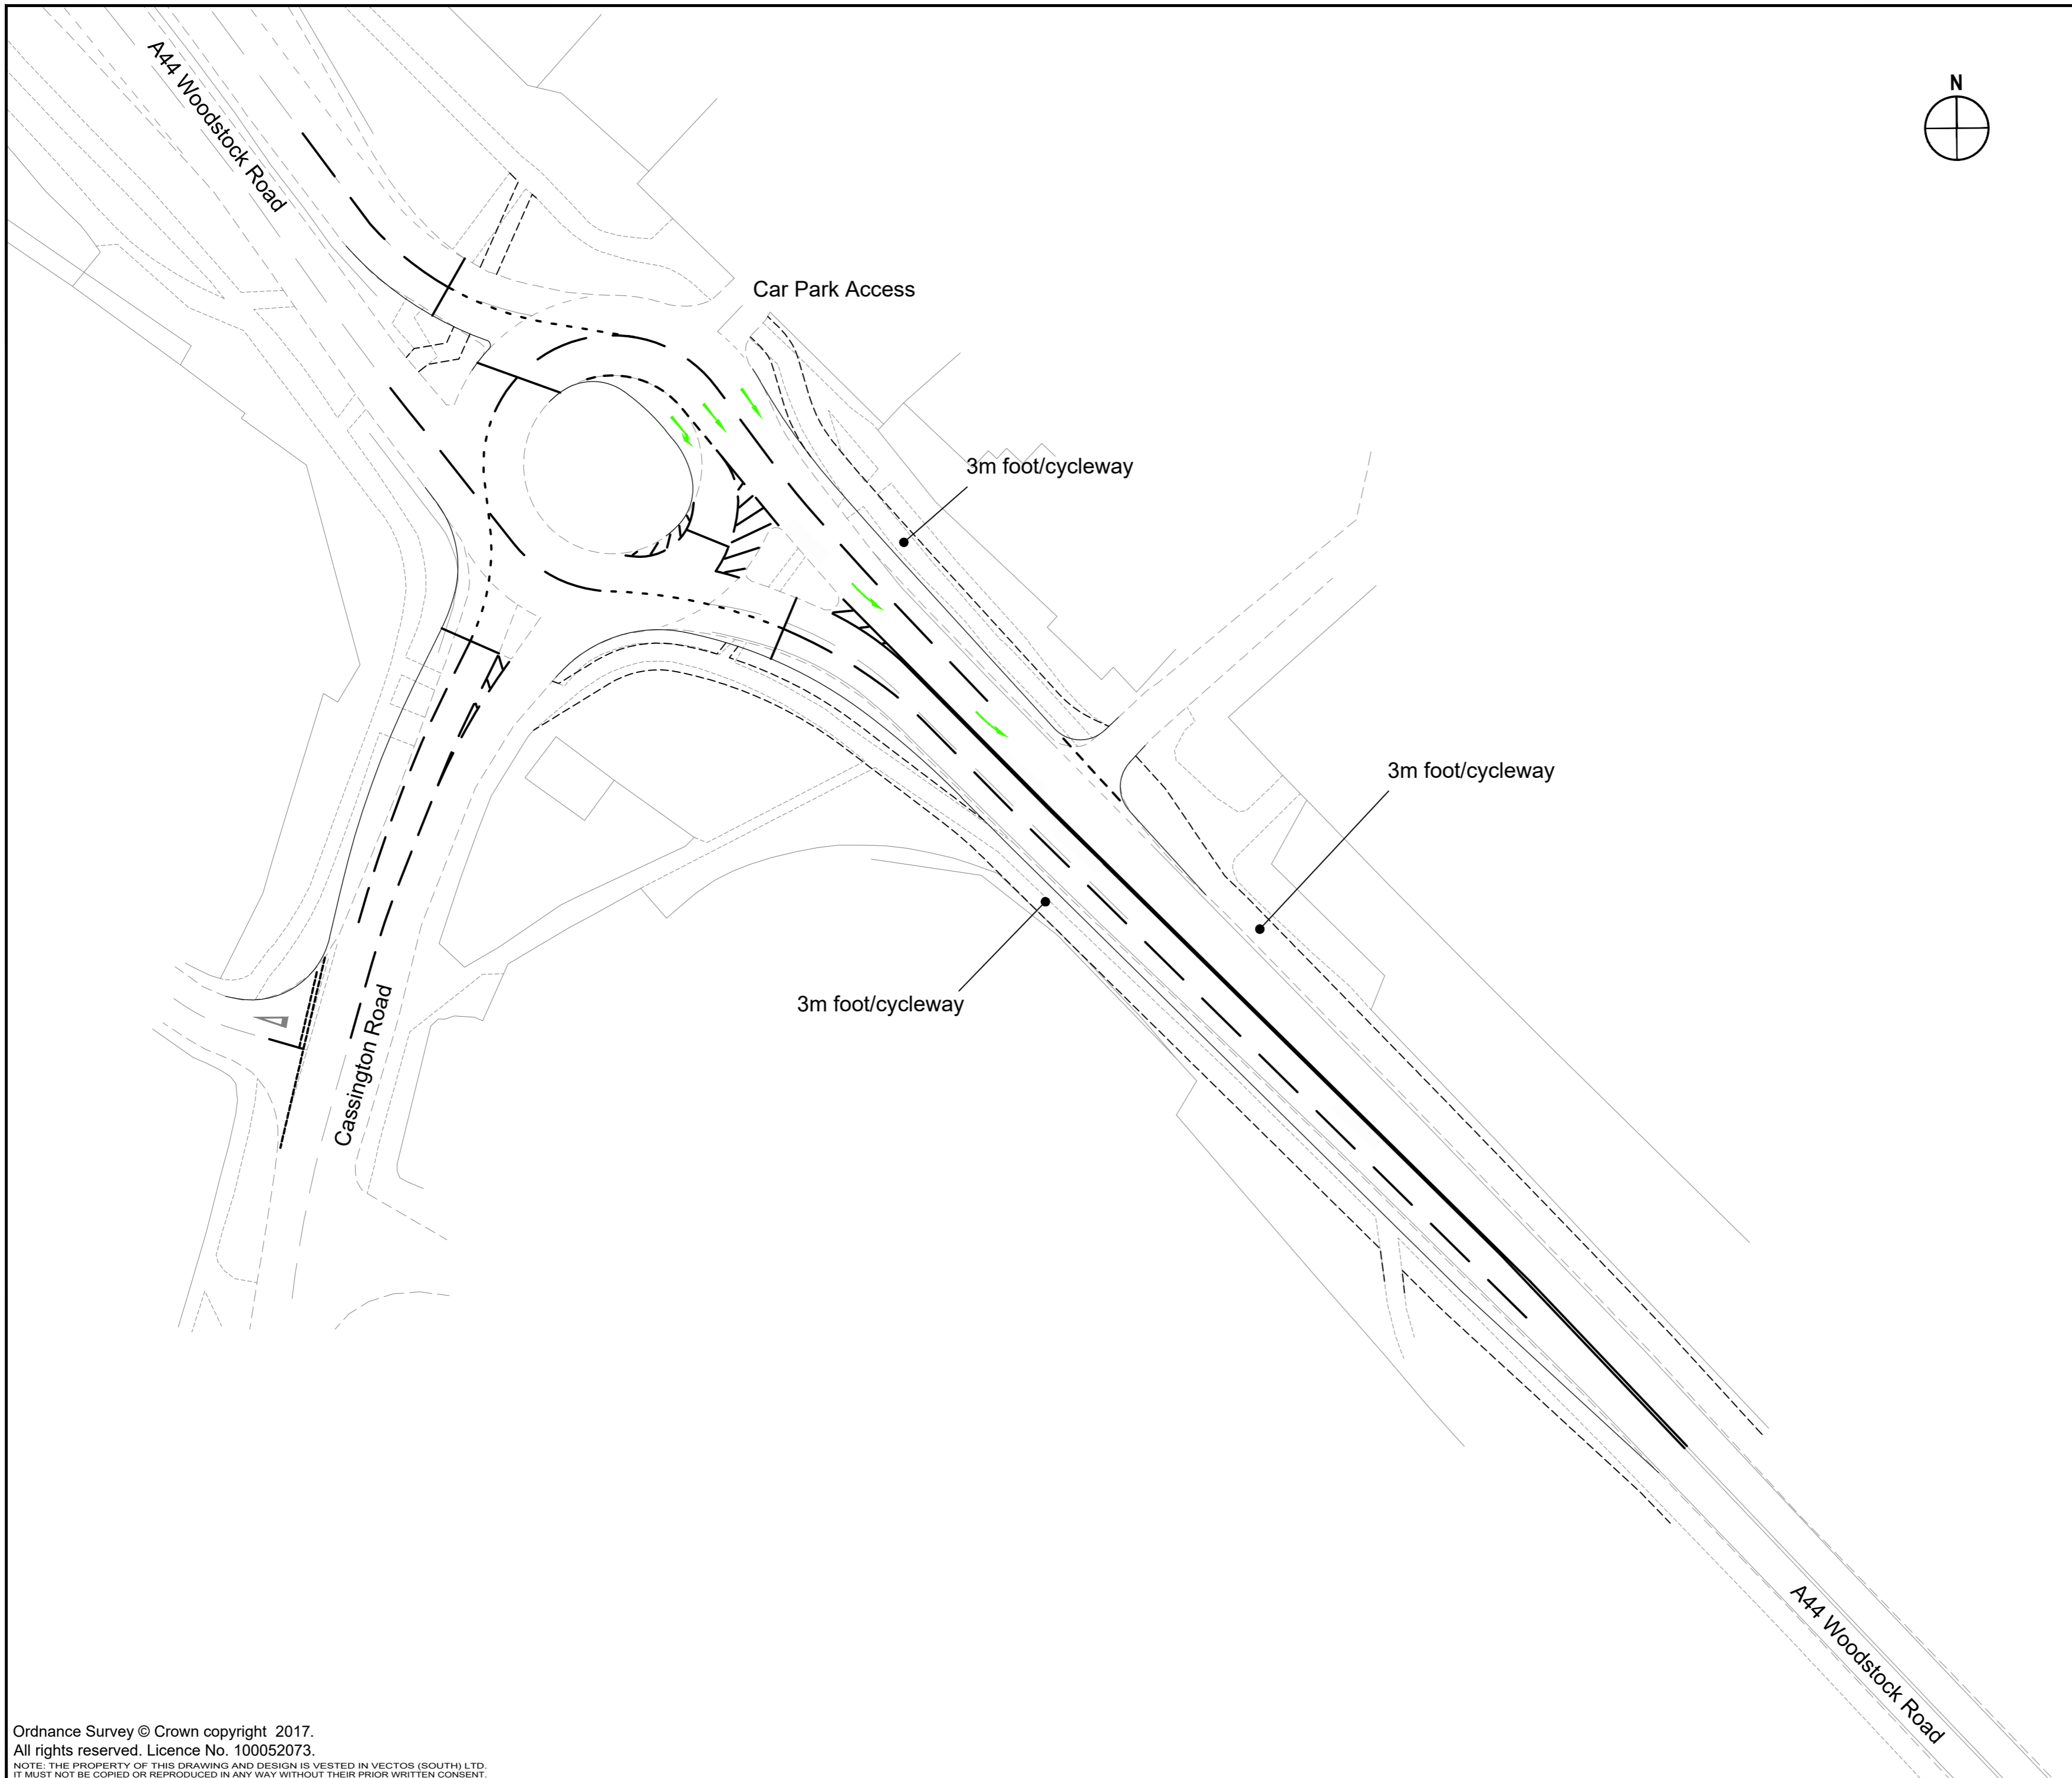 A44 Woodstock Road
N
Car Park Access
3m foot/cycleway
3m foot/cycleway
3m foot/cycleway
Cassington Road
A44 Woodstock Road
Ordnance Survey © Crown copyright 2017.
All rights reserved. Licence No. 100052073.
NOTE: THE PROPERTY OF THIS DRAWING AND DESIGN IS VESTED IN VECTOS (SOUTH) LTD.
IT MUST NOT BE COPIED OR REPRODUCED IN ANY WAY WITHOUT THEIR PRIOR WRITTEN CONSENT.